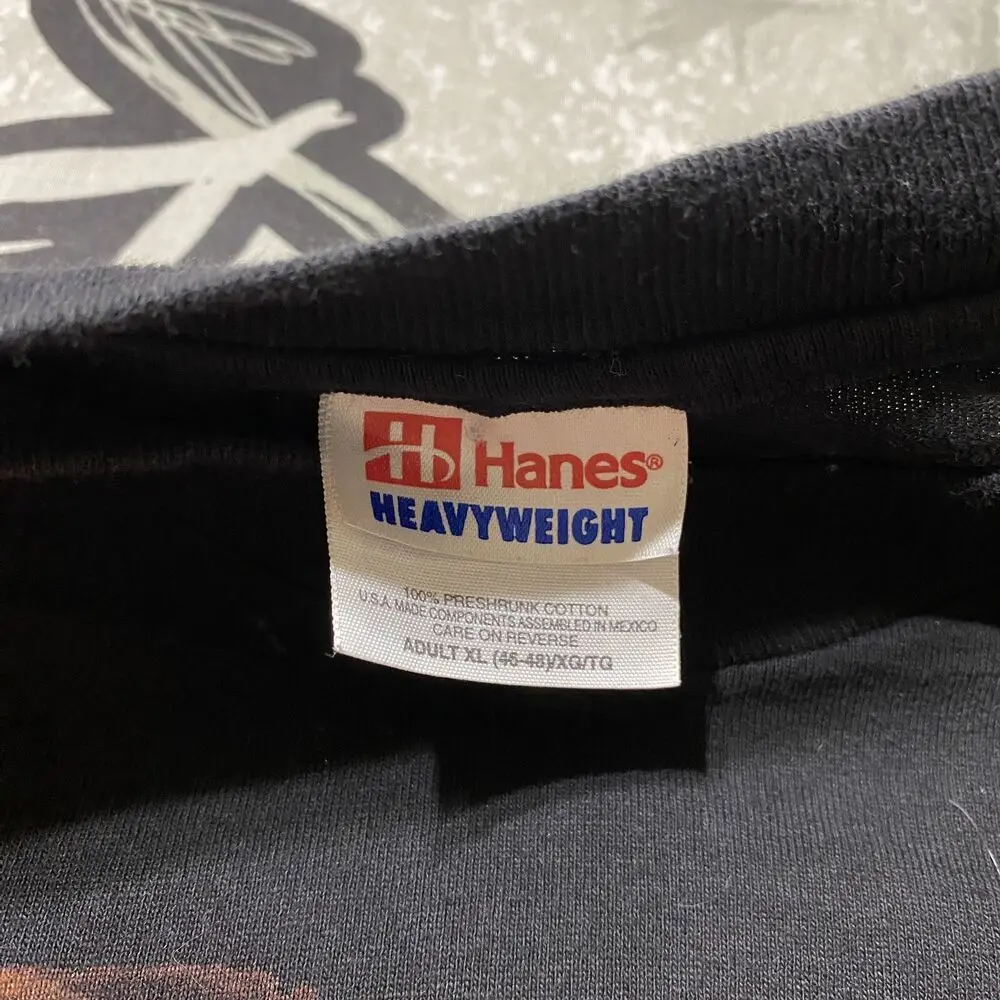 Hanes®
HEAVYWEIGHT
100% PRESHRUNK COTTON
U.S.A. MADE COMPONENTS ASSEMBLED IN MEXICO
CARE ON REVERSE
ADULT XL (46-48)/XG/TG